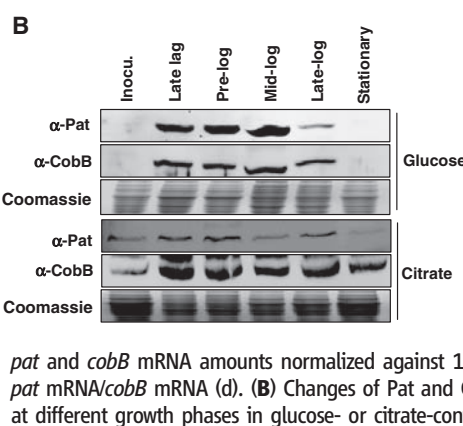 B
Inocu.
Late lag
Pre-log
Mid-log
Late-log
Stationary
α-Pat
α-CobB
Coomassie
Glucose
α-Pat
α-CobB
Coomassie
Citrate
pat and cobB mRNA amounts normalized against 1
pat mRNA/cobB mRNA (d). (B) Changes of Pat and
at different growth phases in glucose- or citrate-con